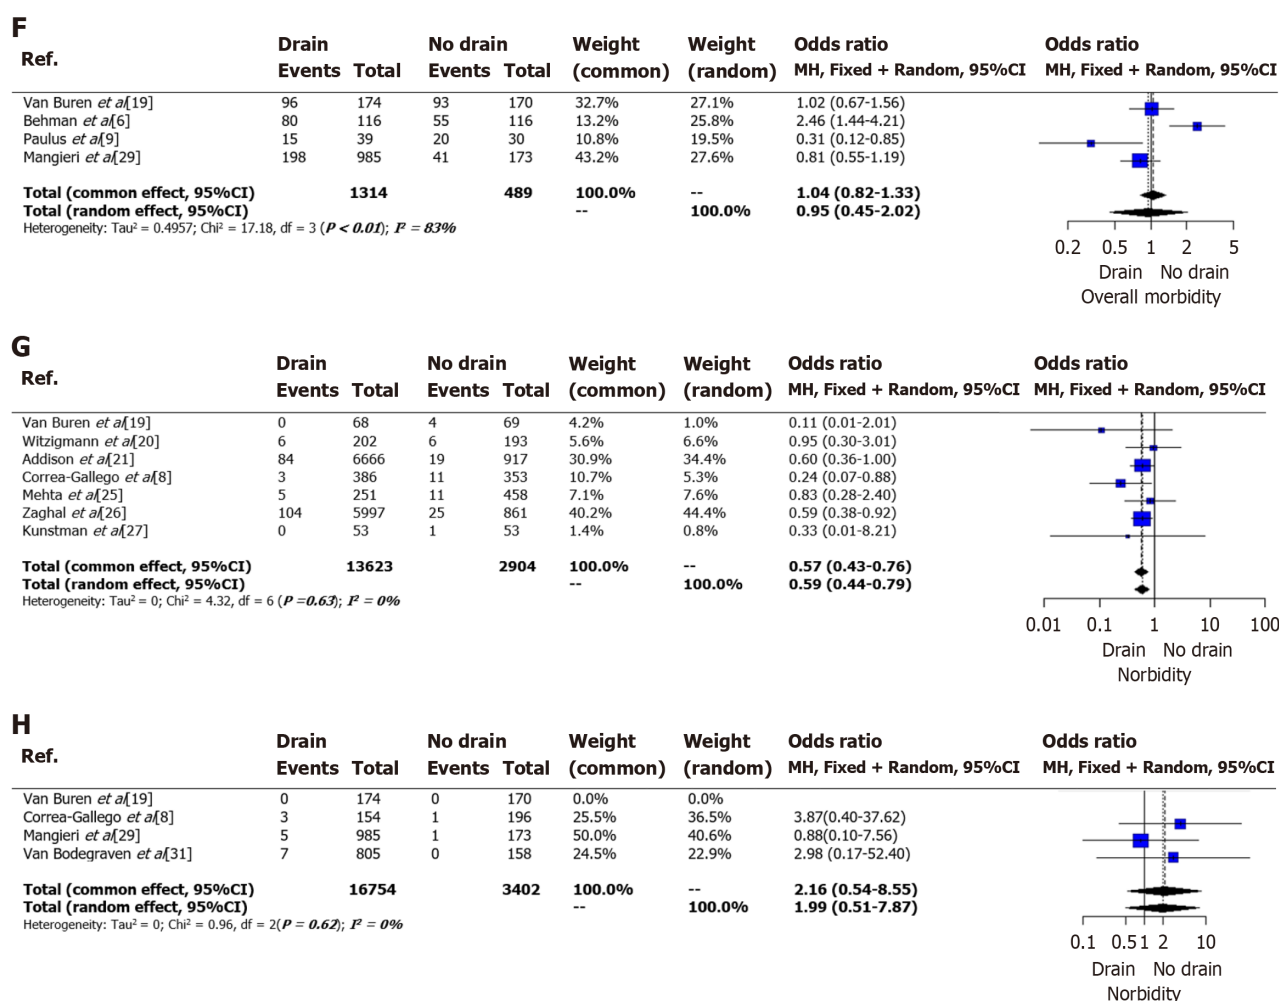 F
Ref. Drain No drain Weight Weight Odds ratio Odds ratio
Events Total Events Total (common) (random) MH, Fixed + Random, 95%CI MH, Fixed + Random, 95%CI
Van Buren et al[19] 96 174 93 170 32.7% 27.1% 1.02 (0.67-1.56)
Behman et al[6] 80 116 55 116 13.2% 25.8% 2.46 (1.44-4.21)
Paulus et al[9] 15 39 20 30 10.8% 19.5% 0.31 (0.12-0.85)
Mangieri et al[29] 198 985 41 173 43.2% 27.6% 0.81 (0.55-1.19)
Total (common effect, 95%CI) 1314 489 100.0% -- 1.04 (0.82-1.33)
Total (random effect, 95%CI) -- 100.0% 0.95 (0.45-2.02)
Heterogeneity: Tau² = 0.4957; Chi² = 17.18, df = 3 (P < 0.01); I² = 83%
0.2 0.5 1 2 5
Drain No drain
Overall morbidity
G
Ref. Drain No drain Weight Weight Odds ratio Odds ratio
Events Total Events Total (common) (random) MH, Fixed + Random, 95%CI MH, Fixed + Random, 95%CI
Van Buren et al[19] 0 68 4 69 4.2% 1.0% 0.11 (0.01-2.01)
Witzigmann et al[20] 6 202 6 193 5.6% 6.6% 0.95 (0.30-3.01)
Addison et al[21] 84 6666 19 917 30.9% 34.4% 0.60 (0.36-1.00)
Correa-Gallego et al[8] 3 386 11 353 10.7% 5.3% 0.24 (0.07-0.88)
Mehta et al[25] 5 251 11 458 7.1% 7.6% 0.83 (0.28-2.40)
Zaghal et al[26] 104 5997 25 861 40.2% 44.4% 0.59 (0.38-0.92)
Kunstman et al[27] 0 53 1 53 1.4% 0.8% 0.33 (0.01-8.21)
Total (common effect, 95%CI) 13623 2904 100.0% -- 0.57 (0.43-0.76)
Total (random effect, 95%CI) -- 100.0% 0.59 (0.44-0.79)
Heterogeneity: Tau² = 0; Chi² = 4.32, df = 6 (P =0.63); I² = 0%
0.01 0.1 1 10 100
Drain No drain
Norbidity
H
Ref. Drain No drain Weight Weight Odds ratio Odds ratio
Events Total Events Total (common) (random) MH, Fixed + Random, 95%CI MH, Fixed + Random, 95%CI
Van Buren et al[19] 0 174 0 170 0.0% 0.0%
Correa-Gallego et al[8] 3 154 1 196 25.5% 36.5% 3.87(0.40-37.62)
Mangieri et al[29] 5 985 1 173 50.0% 40.6% 0.88(0.10-7.56)
Van Bodegraven et al[31] 7 805 0 158 24.5% 22.9% 2.98 (0.17-52.40)
Total (common effect, 95%CI) 16754 3402 100.0% -- 2.16 (0.54-8.55)
Total (random effect, 95%CI) -- 100.0% 1.99 (0.51-7.87)
Heterogeneity: Tau² = 0; Chi² = 0.96, df = 2(P = 0.62); I² = 0%
0.1 0.5 1 2 10
Drain No drain
Norbidity